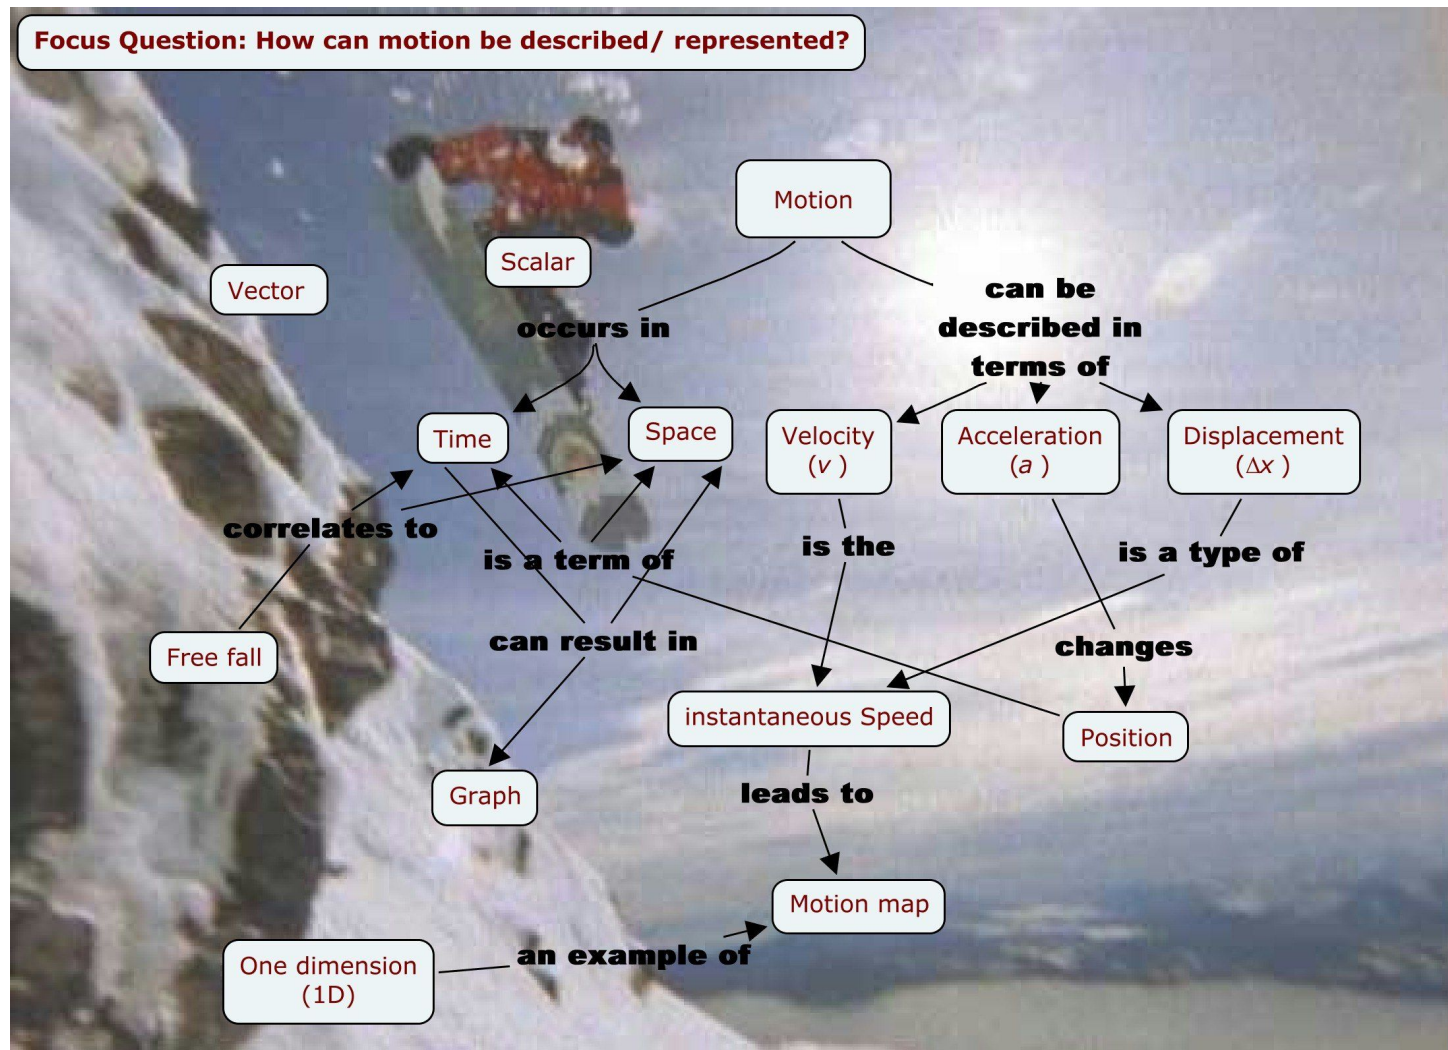 Focus Question: How can motion be described/ represented?
Motion
Scalar
Vector
occurs in
can be
described in
terms of
Time
Space
Velocity
(v )
Acceleration
(a )
Displacement
(Δx )
correlates to
is a term of
is the
is a type of
Free fall
can result in
changes
instantaneous Speed
Position
Graph
leads to
Motion map
One dimension
(1D)
an example of